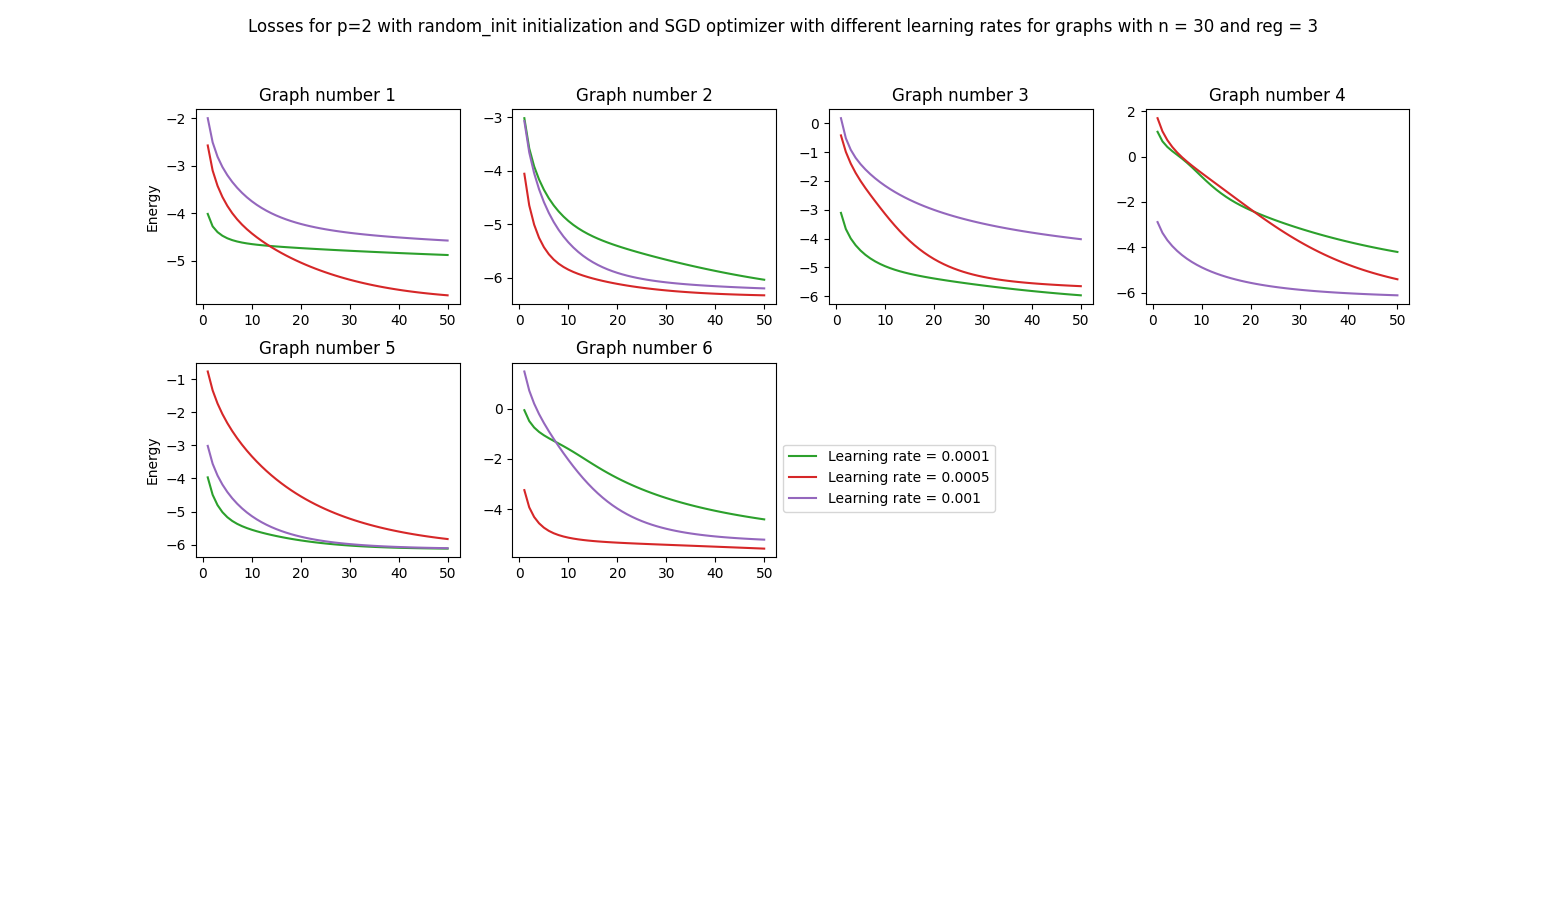 Losses for p=2 with random_init initialization and SGD optimizer with different learning rates for graphs with n = 30 and reg = 3
Graph number 1
Graph number 2
Graph number 3
Graph number 4
Energy
−2
−3
−4
−5
0 10 20 30 40 50
−3
−4
−5
−6
0 10 20 30 40 50
0
−1
−2
−3
−4
−5
−6
0 10 20 30 40 50
2
0
−2
−4
−6
0 10 20 30 40 50
Graph number 5
Graph number 6
Energy
−1
−2
−3
−4
−5
−6
0 10 20 30 40 50
0
−2
−4
0 10 20 30 40 50
Learning rate = 0.0001
Learning rate = 0.0005
Learning rate = 0.001